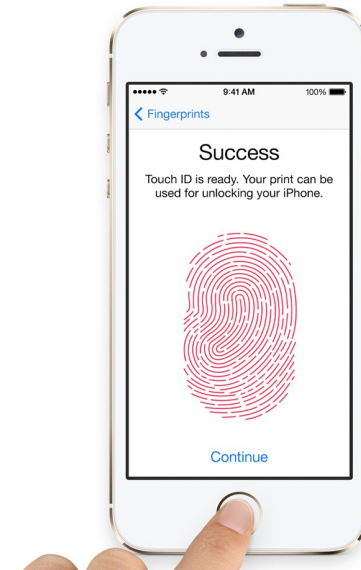 9:41 AM
100%
Fingerprints
Success
Touch ID is ready. Your print can be
used for unlocking your iPhone.
Continue